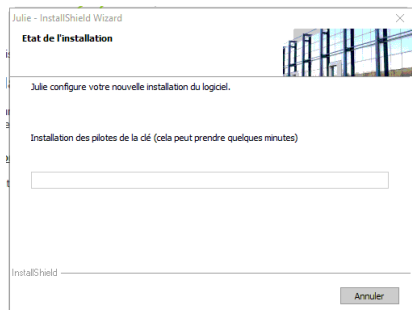 Julie - InstallShield Wizard
Etat de l'installation
Julie configure votre nouvelle installation du logiciel.
Installation des pilotes de la clé (cela peut prendre quelques minutes)
InstallShield
Annuler